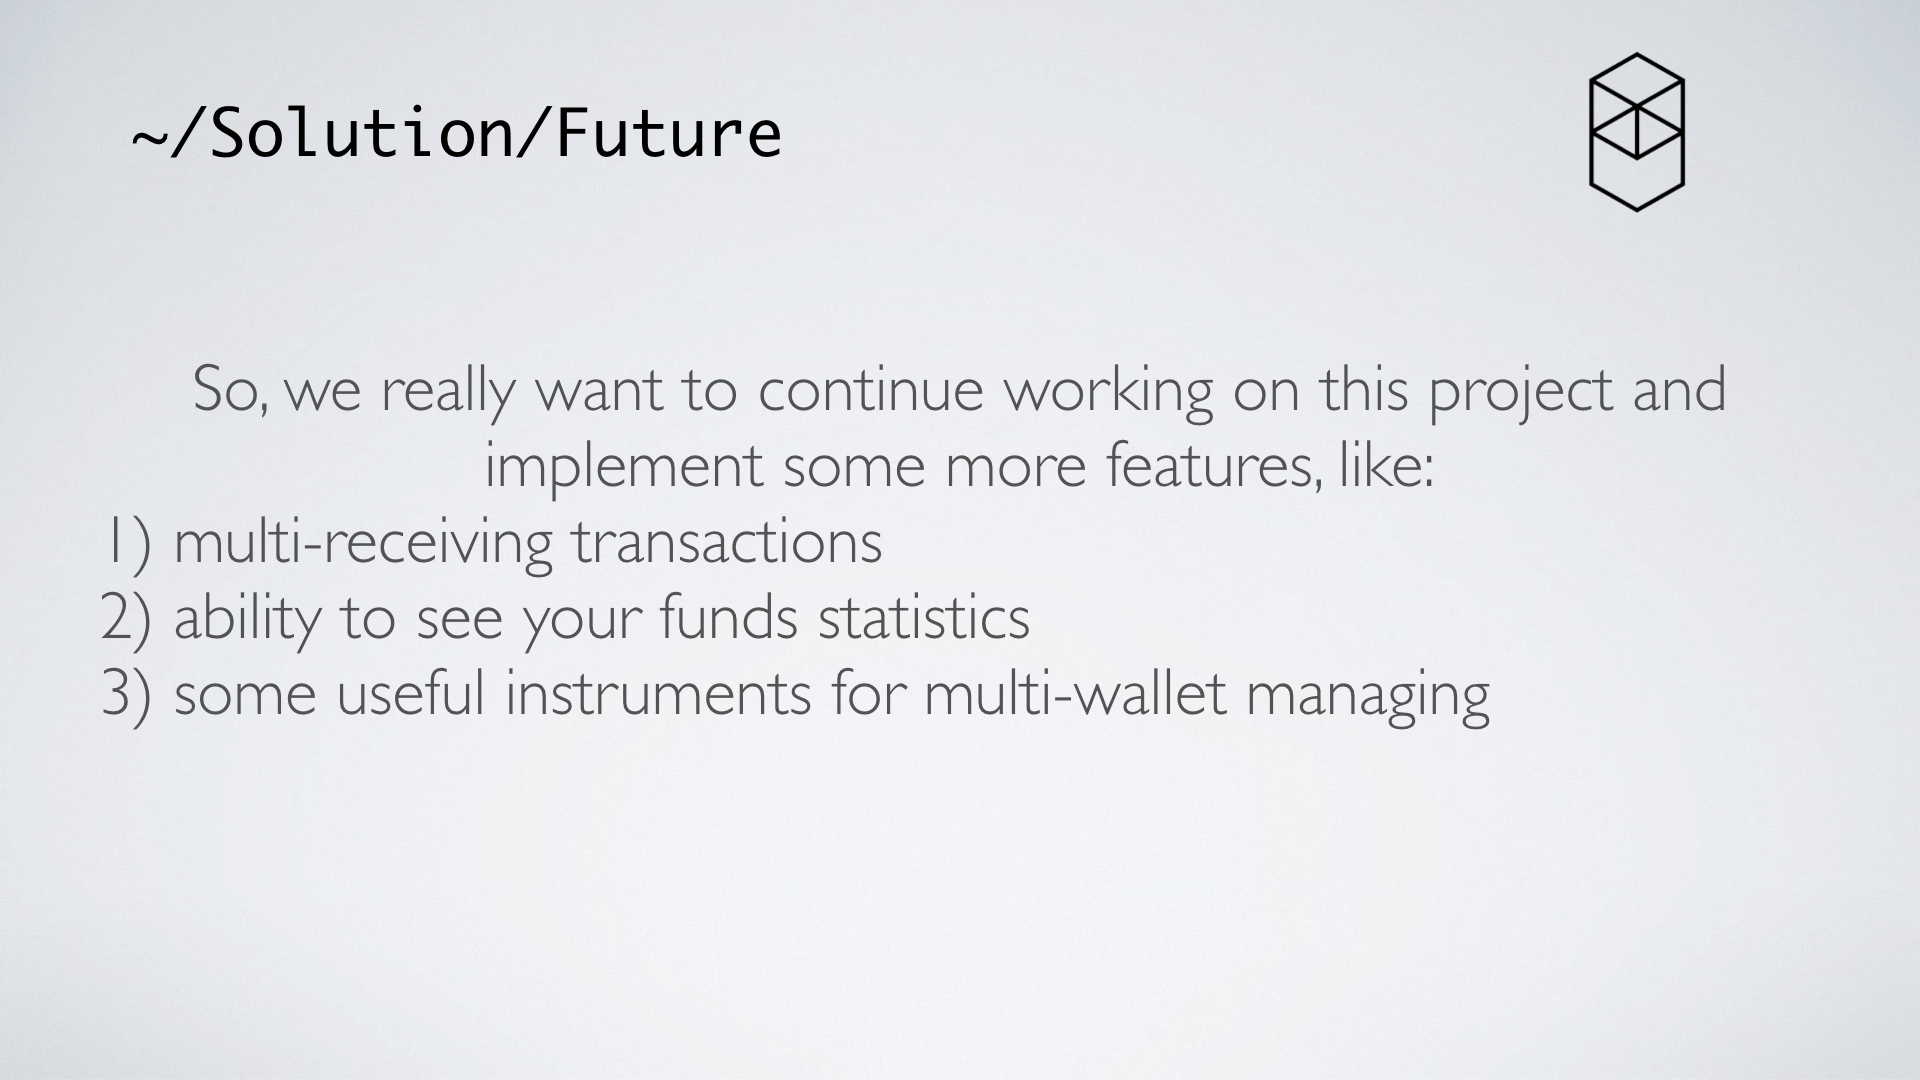 ~/Solution/Future
So, we really want to continue working on this project and
implement some more features, like:
1) multi-receiving transactions
2) ability to see your funds statistics
3) some useful instruments for multi-wallet managing